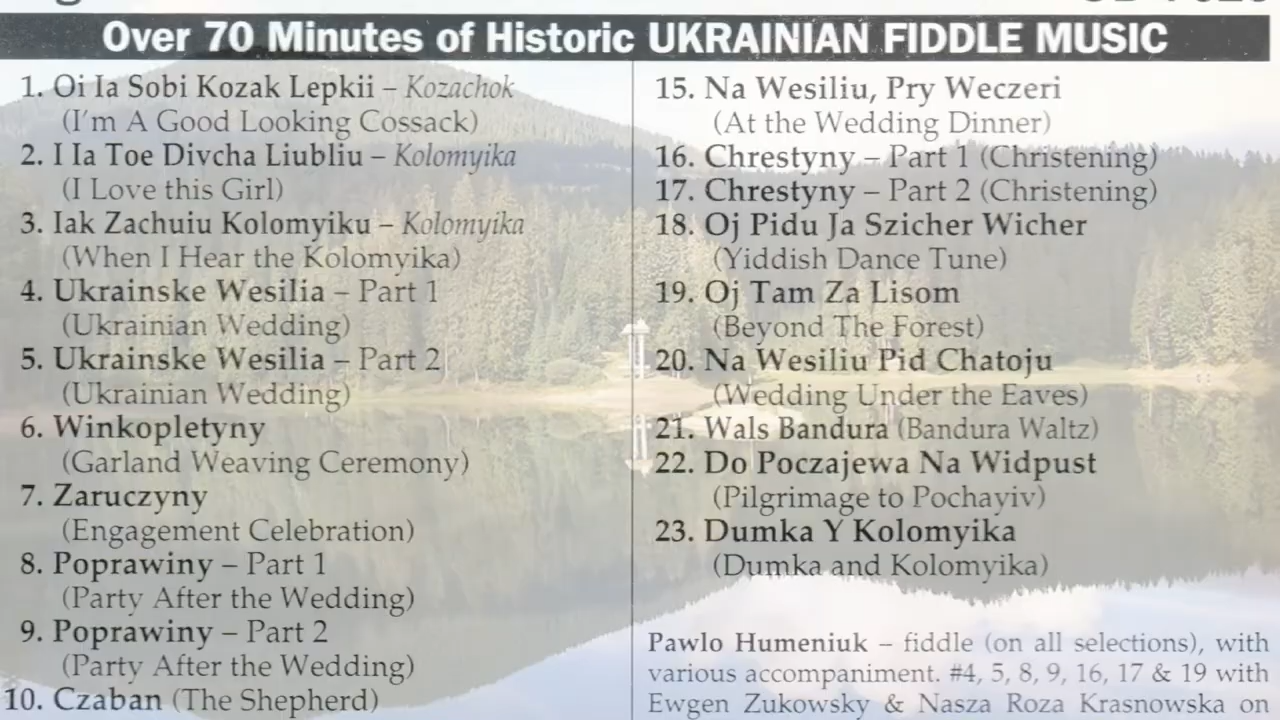 Over 70 Minutes of Historic UKRAINIAN FIDDLE MUSIC
1. Oi Ia Sobi Kozak Lepkii – Kozachok
(I'm A Good Looking Cossack)
2. I Ia Toe Divcha Liubliu – Kolomyika
(I Love this Girl)
3. Iak Zachuiu Kolomyiku – Kolomyika
(When I Hear the Kolomyika)
4. Ukrainske Wesilia – Part 1
(Ukrainian Wedding)
5. Ukrainske Wesilia – Part 2
(Ukrainian Wedding)
6. Winkopletyny
(Garland Weaving Ceremony)
7. Zaruczyny
(Engagement Celebration)
8. Poprawiny – Part 1
(Party After the Wedding)
9. Poprawiny – Part 2
(Party After the Wedding)
10. Czaban (The Shepherd)
15. Na Wesiliu, Pry Weczeri
(At the Wedding Dinner)
16. Chrestyny – Part 1 (Christening)
17. Chrestyny – Part 2 (Christening)
18. Oj Pidu Ja Szicher Wicher
(Yiddish Dance Tune)
19. Oj Tam Za Lisom
(Beyond The Forest)
20. Na Wesiliu Pid Chatoju
(Wedding Under the Eaves)
21. Wals Bandura (Bandura Waltz)
22. Do Poczajewa Na Widpust
(Pilgrimage to Pochayiv)
23. Dumka Y Kolomyika
(Dumka and Kolomyika)
Pawlo Humeniuk – fiddle (on all selections), with
various accompaniment. #4, 5, 8, 9, 16, 17 & 19 with
Ewgen Zukowsky & Nasza Roza Krasnowska on